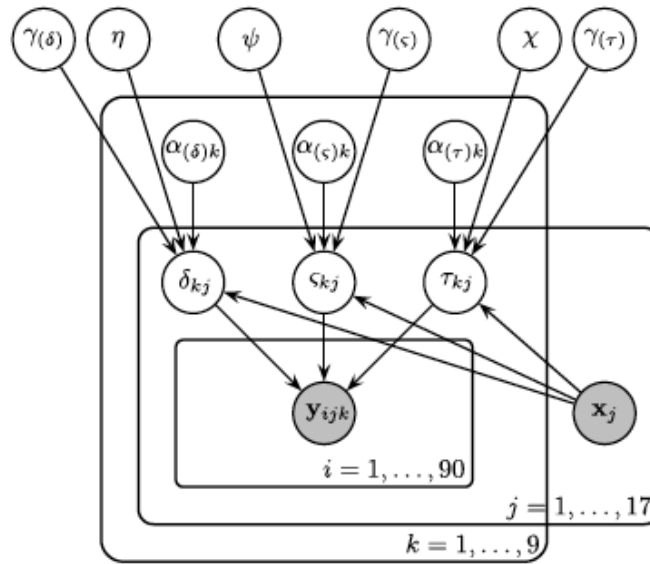 γ(δ) η ψ γ(ς) χ γ(τ)
α(δ)k α(ς)k α(τ)k
δkj ςkj τkj
yijk xj
i = 1, . . . , 90
j = 1, . . . , 17
k = 1, . . . , 9